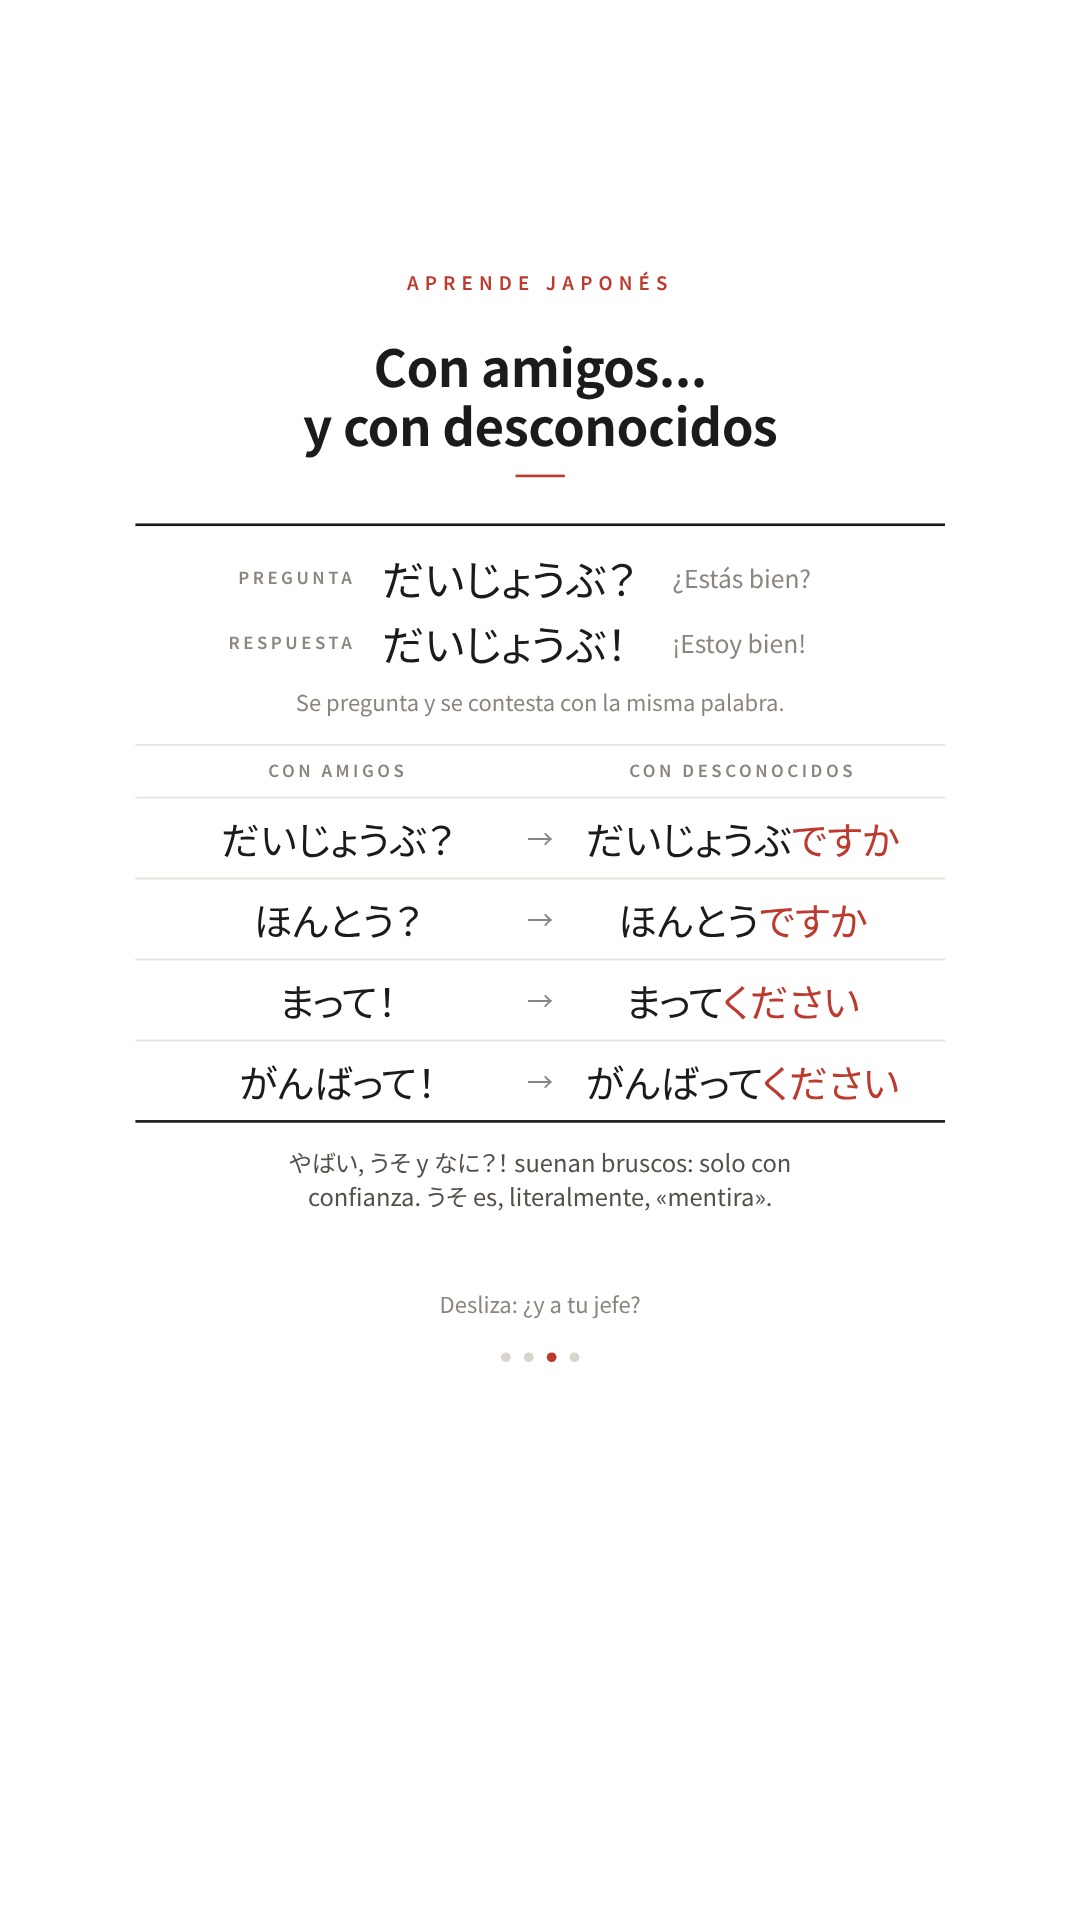 APRENDE JAPONÉS
Con amigos...
y con desconocidos
PREGUNTA だいじょうぶ？ ¿Estás bien?
RESPUESTA だいじょうぶ！ ¡Estoy bien!
Se pregunta y se contesta con la misma palabra.
CON AMIGOS CON DESCONOCIDOS
だいじょうぶ？ → だいじょうぶですか
ほんとう？ → ほんとうですか
まって！ → まってください
がんばって！ → がんばってください
やばい, うそ y なに？！ suenan bruscos: solo con
confianza. うそ es, literalmente, «mentira».
Desliza: ¿y a tu jefe?